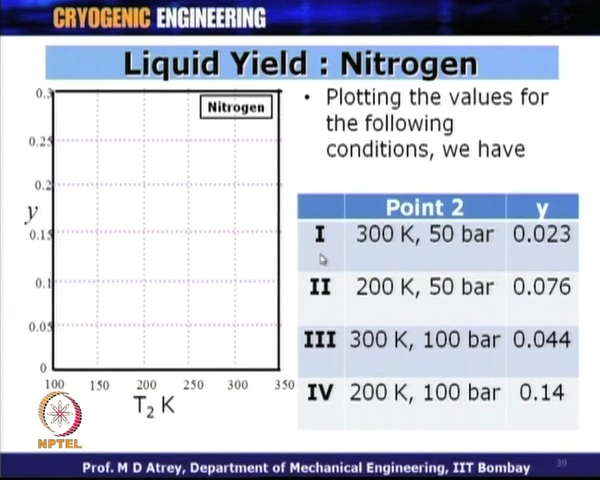 CRYOGENIC ENGINEERING
Liquid Yield : Nitrogen
0.3
0.25
0.2
0.15
0.1
0.05
0
y
Nitrogen
100 150 200 250 300 350
T2 K
• Plotting the values for
the following
conditions, we have
Point 2 y
I 300 K, 50 bar 0.023
II 200 K, 50 bar 0.076
III 300 K, 100 bar 0.044
IV 200 K, 100 bar 0.14
NPTEL
Prof. M D Atrey, Department of Mechanical Engineering, IIT Bombay
39